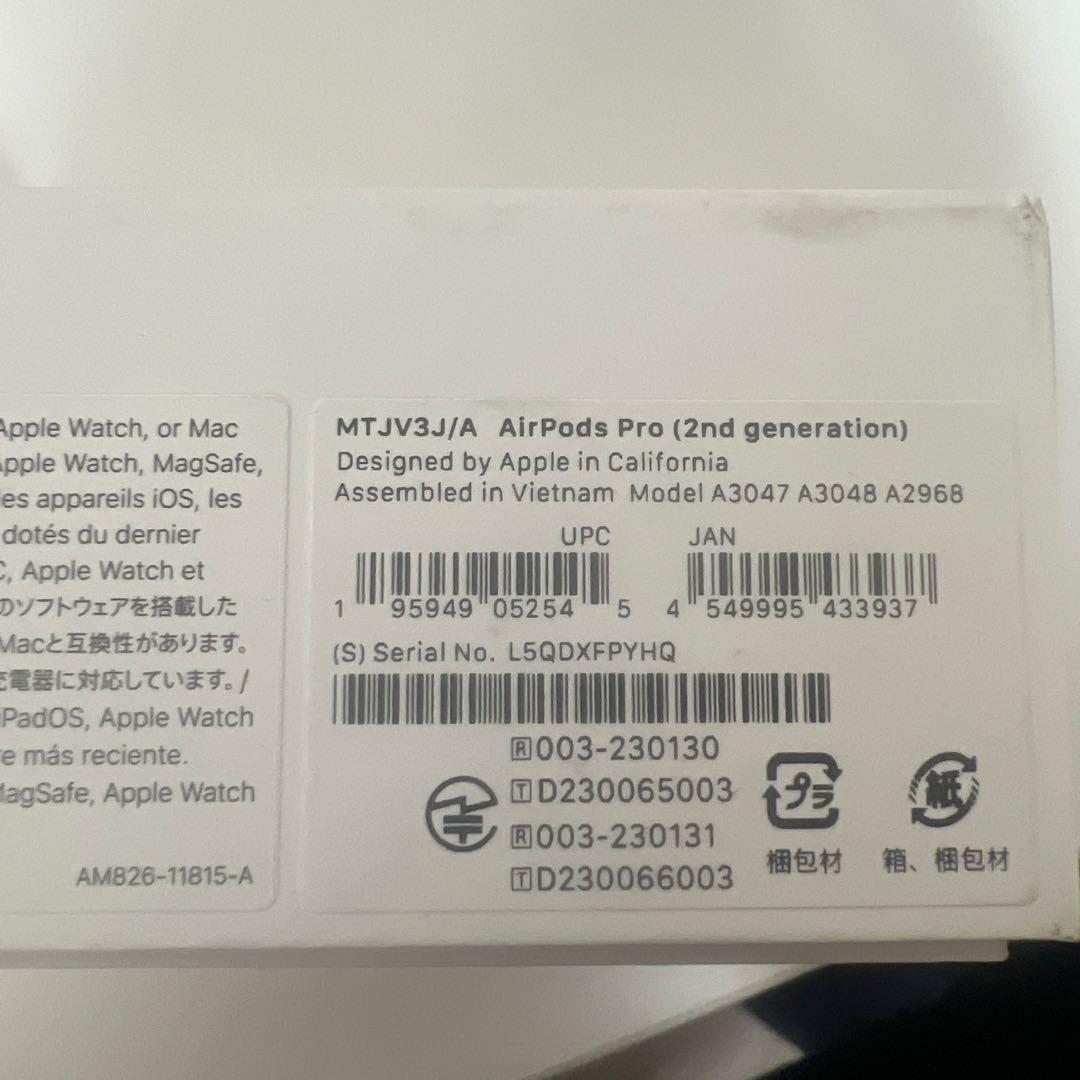 Apple Watch, or Mac
Apple Watch, MagSafe,
les appareils iOS, les
dotés du dernier
C, Apple Watch et
のソフトウェアを搭載した
Macと互換性があります。
充電器に対応しています。/
iPadOS, Apple Watch
re más reciente.
MagSafe, Apple Watch
AM826-11815-A
MTJV3J/A AirPods Pro (2nd generation)
Designed by Apple in California
Assembled in Vietnam Model A3047 A3048 A2968
UPC JAN
1 95949 05254 5 4 549995 433937
(S) Serial No. L5QDXFPYHQ
R003-230130
TD230065003
R003-230131
TD230066003
プラ
梱包材
紙
箱、梱包材